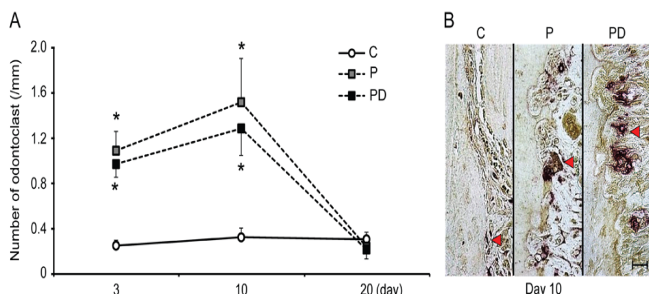 A
Number of odontoclast (/mm)
2.0
1.6
1.2
0.8
0.4
0
3
10
20 (day)
*
*
*
*
C
P
PD
B
C
P
PD
Day 10